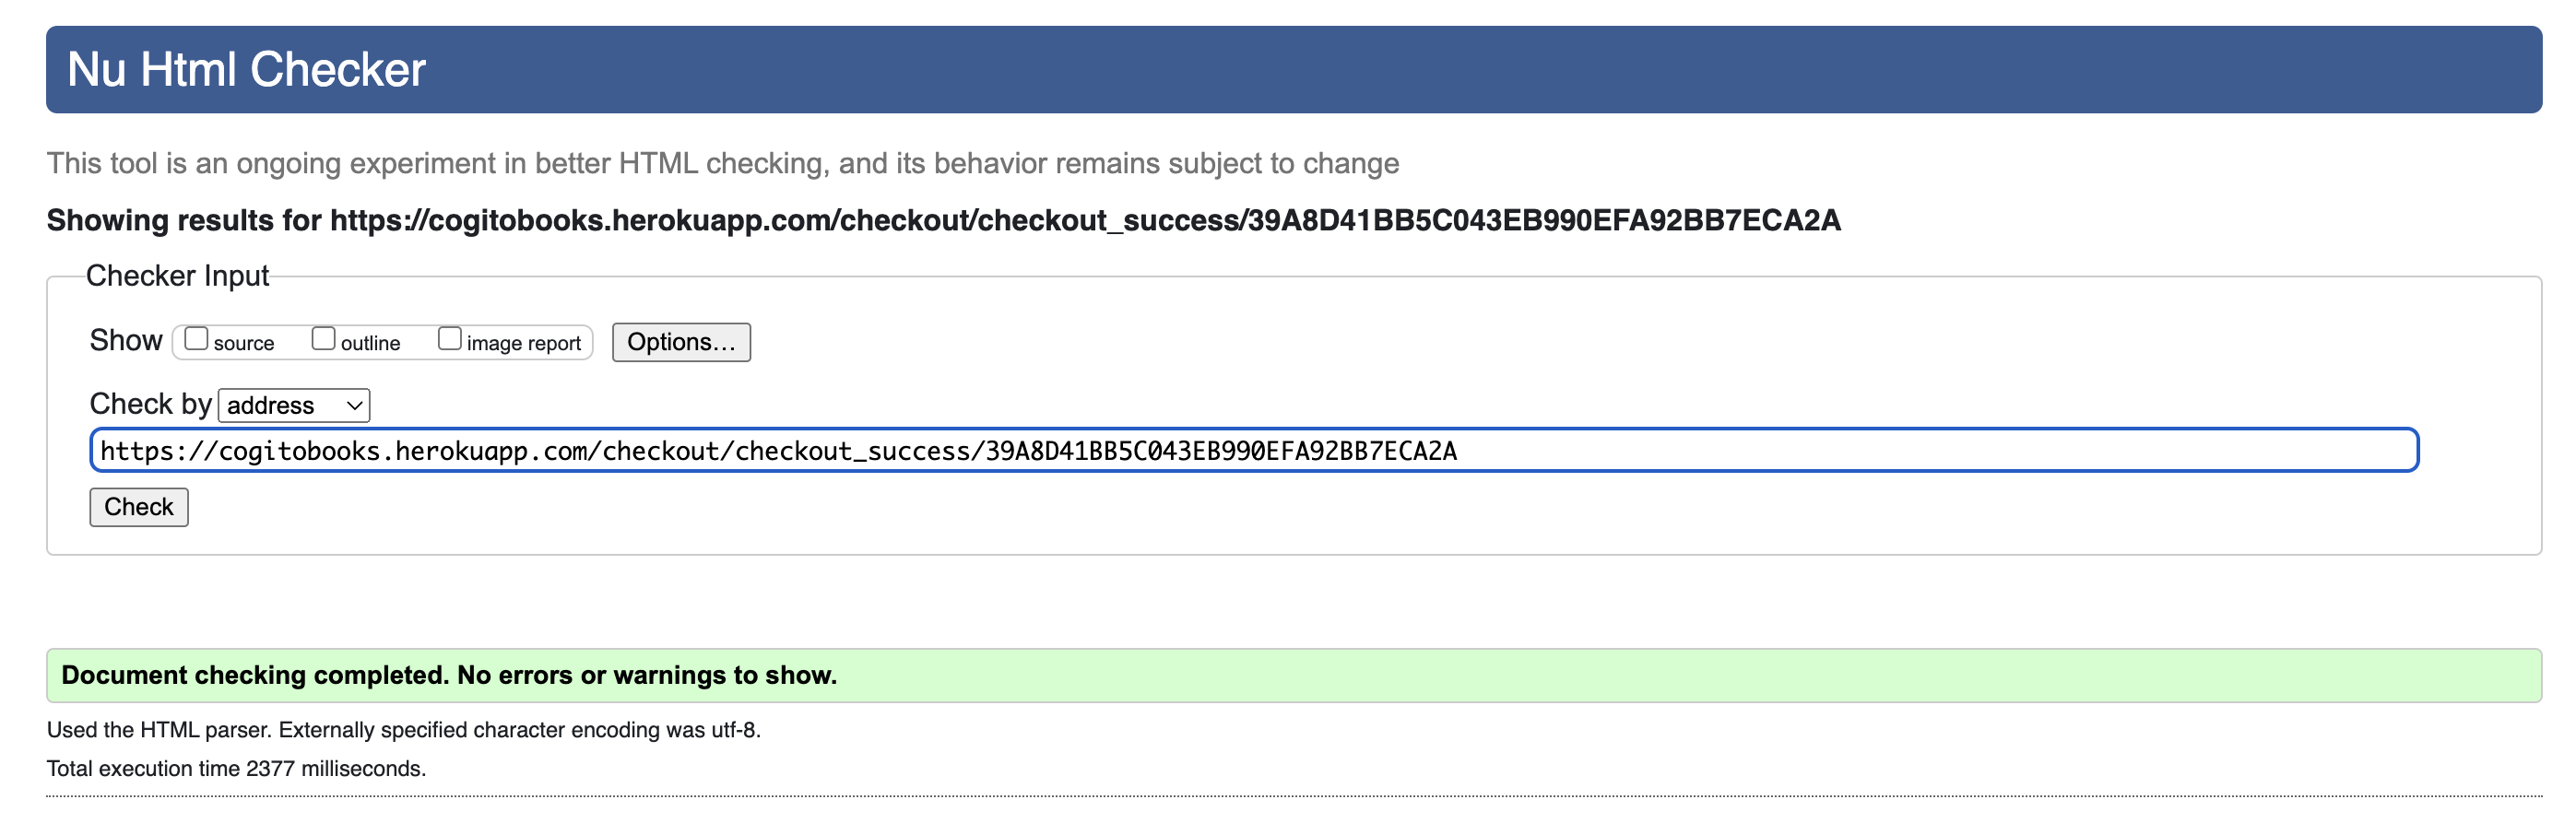 Nu Html Checker
This tool is an ongoing experiment in better HTML checking, and its behavior remains subject to change
Showing results for https://cogitobooks.herokuapp.com/checkout/checkout_success/39A8D41BB5C043EB990EFA92BB7ECA2A
Checker Input
Show source outline image report Options...
Check by address
https://cogitobooks.herokuapp.com/checkout/checkout_success/39A8D41BB5C043EB990EFA92BB7ECA2A
Check
Document checking completed. No errors or warnings to show.
Used the HTML parser. Externally specified character encoding was utf-8.
Total execution time 2377 milliseconds.